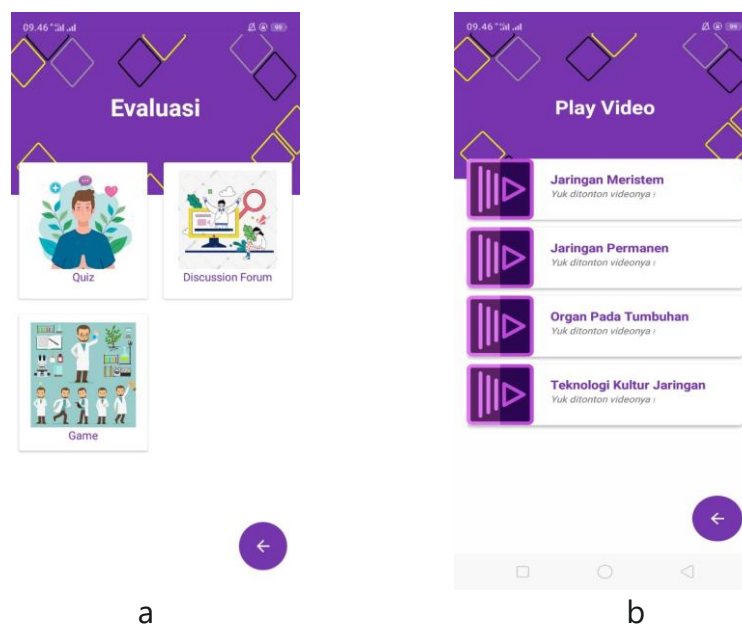 09.46
Evaluasi
Quiz
Discussion Forum
Game
a
09.46
Play Video
Jaringan Meristem
Yuk ditonton videonya !
Jaringan Permanen
Yuk ditonton videonya !
Organ Pada Tumbuhan
Yuk ditonton videonya !
Teknologi Kultur Jaringan
Yuk ditonton videonya !
b